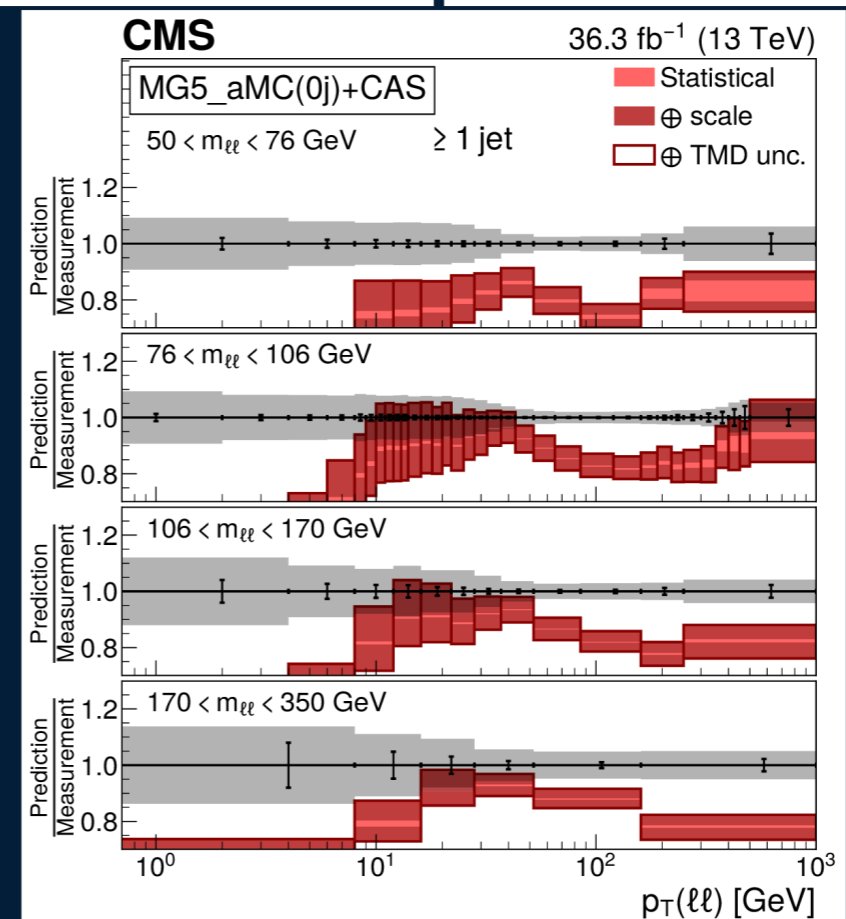 CMS 36.3 fb⁻¹ (13 TeV)
MG5_aMC(0j)+CAS
Statistical
⊕ scale
⊕ TMD unc.
50 < mℓℓ < 76 GeV ≥ 1 jet
Prediction
Measurement
1.2
1.0
0.8
76 < mℓℓ < 106 GeV
Prediction
Measurement
1.2
1.0
0.8
106 < mℓℓ < 170 GeV
Prediction
Measurement
1.2
1.0
0.8
170 < mℓℓ < 350 GeV
Prediction
Measurement
1.2
1.0
0.8
10⁰ 10¹ 10² 10³
pT(ℓℓ) [GeV]